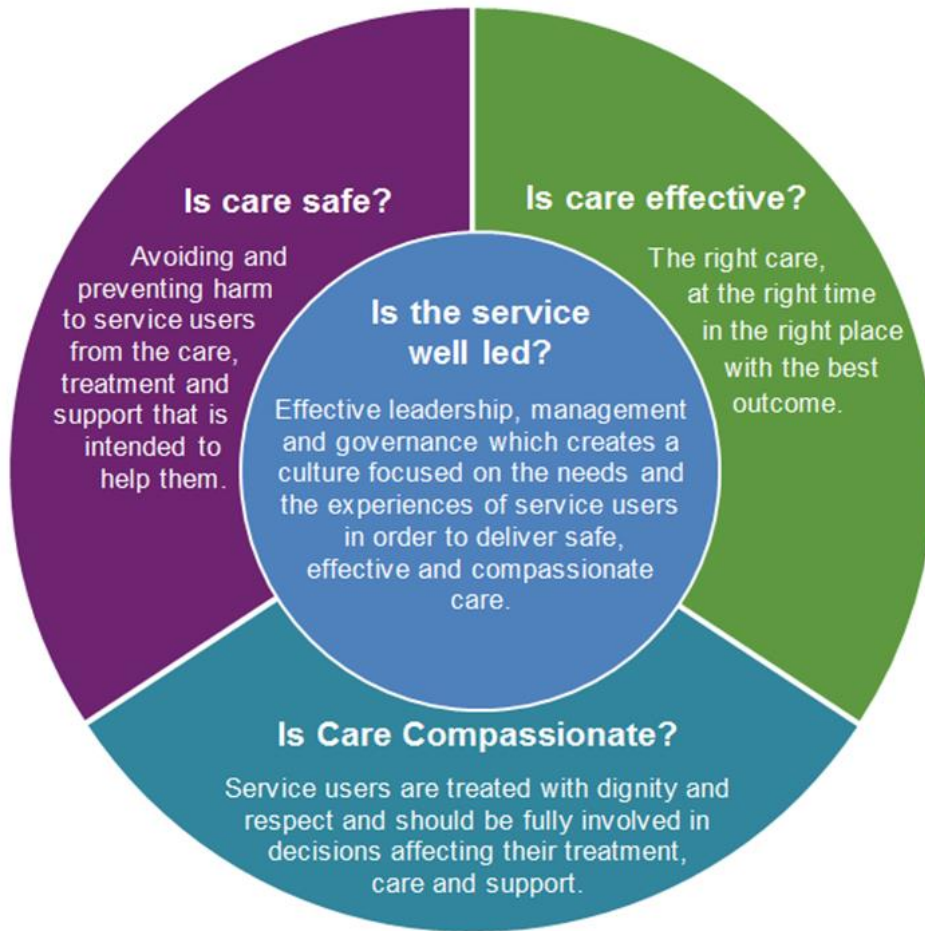 Is care safe?
Avoiding and
preventing harm
to service users
from the care,
treatment and
support that is
intended to
help them.
Is care effective?
The right care,
at the right time
in the right place
with the best
outcome.
Is the service
well led?
Effective leadership, management
and governance which creates a
culture focused on the needs and
the experiences of service users
in order to deliver safe,
effective and compassionate
care.
Is Care Compassionate?
Service users are treated with dignity and
respect and should be fully involved in
decisions affecting their treatment,
care and support.